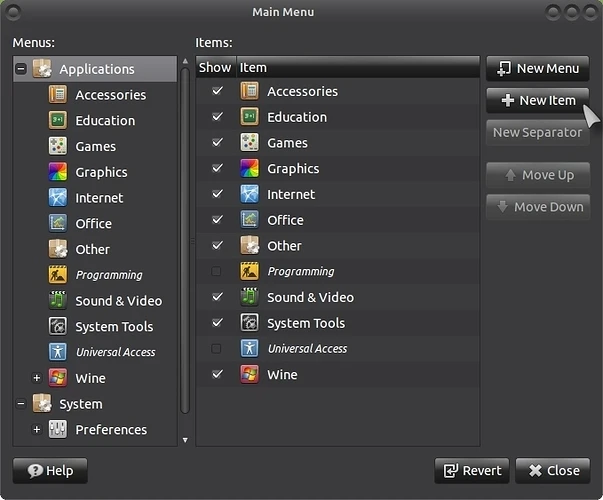 Main Menu
Menus:
Applications
Accessories
Education
Games
Graphics
Internet
Office
Other
Programming
Sound & Video
System Tools
Universal Access
Wine
System
Preferences
Items:
Show Item
Accessories
Education
Games
Graphics
Internet
Office
Other
Programming
Sound & Video
System Tools
Universal Access
Wine
New Menu
New Item
New Separator
Move Up
Move Down
Help
Revert
Close